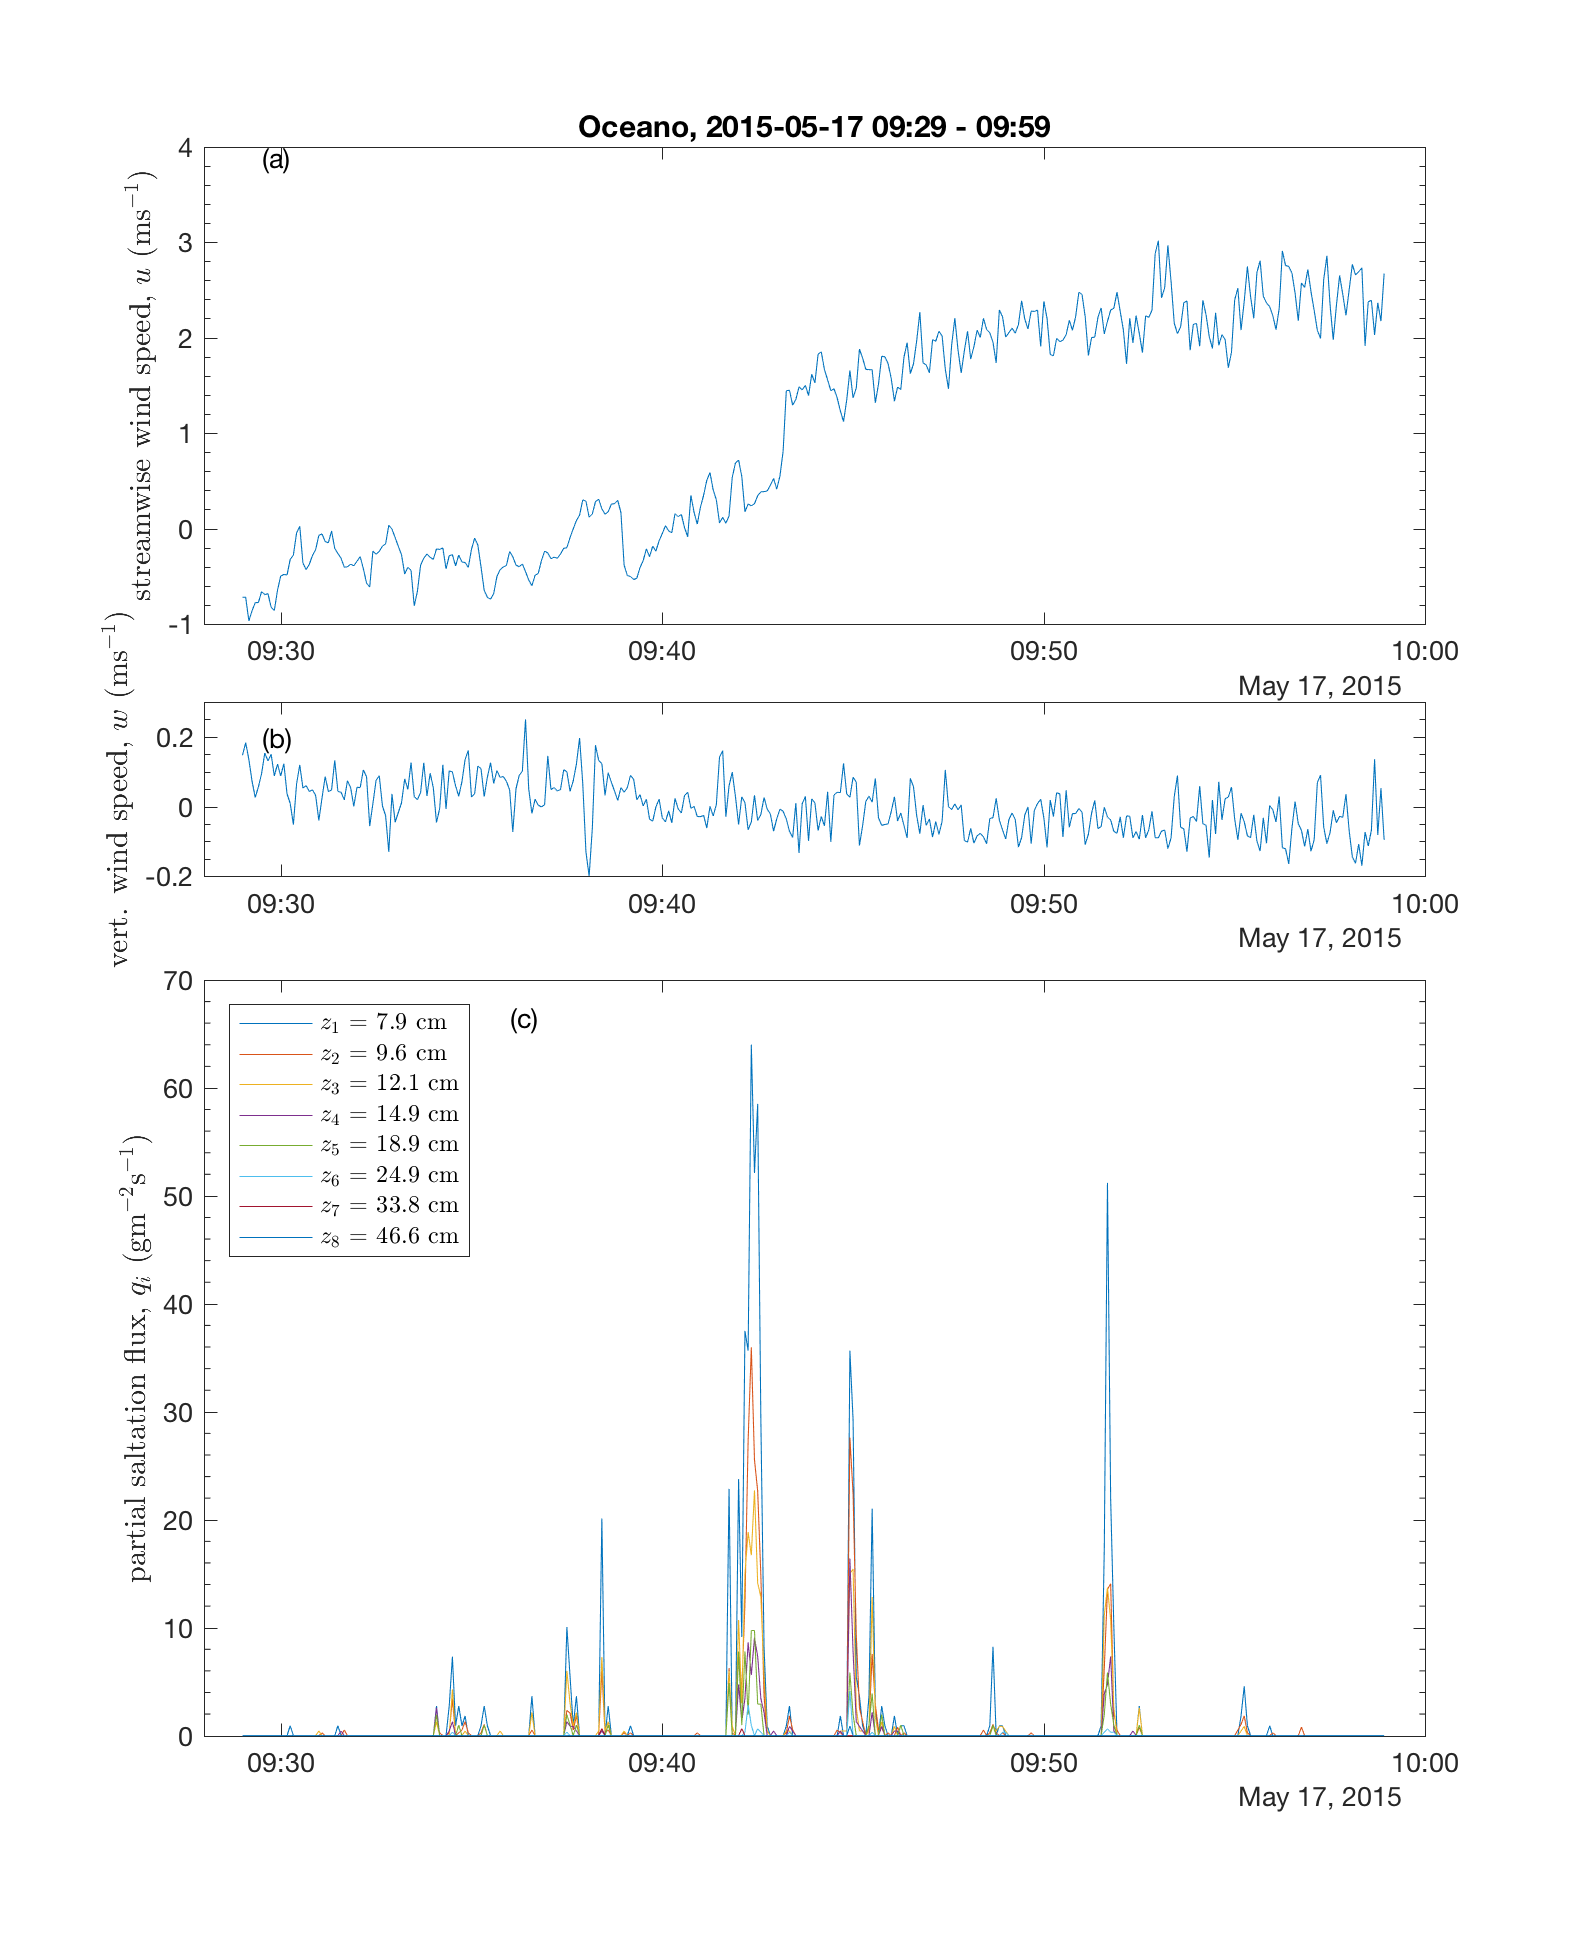 Oceano, 2015-05-17 09:29 - 09:59
(a)
streamwise wind speed, u (ms⁻¹)
4
3
2
1
0
-1
09:30 09:40 09:50 10:00
May 17, 2015
(b)
vert. wind speed, w (ms⁻¹)
0.2
0
-0.2
09:30 09:40 09:50 10:00
May 17, 2015
(c)
partial saltation flux, qᵢ (gm⁻²s⁻¹)
70
60
50
40
30
20
10
0
z₁ = 7.9 cm
z₂ = 9.6 cm
z₃ = 12.1 cm
z₄ = 14.9 cm
z₅ = 18.9 cm
z₆ = 24.9 cm
z₇ = 33.8 cm
z₈ = 46.6 cm
09:30 09:40 09:50 10:00
May 17, 2015